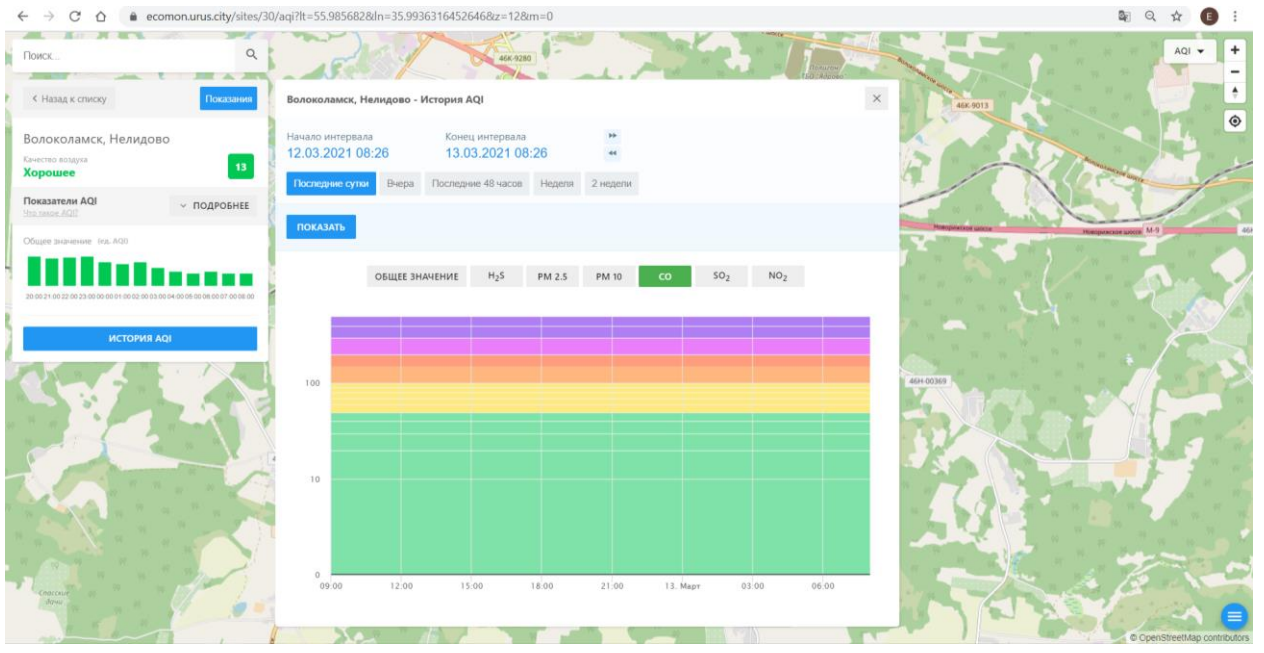 ecomon.urus.city/sites/30/aqi?lt=55.985682&ln=35.9936316452646&z=12&m=0
E
Поиск...
46К-9280
AQI
+
−
< Назад к списку
Показания
Волоколамск, Нелидово - История AQI
×
46К-9013
Волоколамск, Нелидово
Качество воздуха
Хорошее
13
Начало интервала
Конец интервала
12.03.2021 08:26
13.03.2021 08:26
Последние сутки
Вчера
Последние 48 часов
Неделя
2 недели
Показатели AQI
Что такое AQI?
ПОДРОБНЕЕ
ПОКАЗАТЬ
Новорижское шоссе
Новорижское шоссе
М-9
Общее значение (ед. AQI)
20:00 21:00 22:00 23:00 00:00 01:00 02:00 03:00 04:00 05:00 06:00 07:00 08:00
ИСТОРИЯ AQI
ОБЩЕЕ ЗНАЧЕНИЕ
H₂S
PM 2.5
PM 10
CO
SO₂
NO₂
100
10
0
09:00
12:00
15:00
18:00
21:00
13. Март
03:00
06:00
46Н-00369
Спасские
дачи
© OpenStreetMap contributors